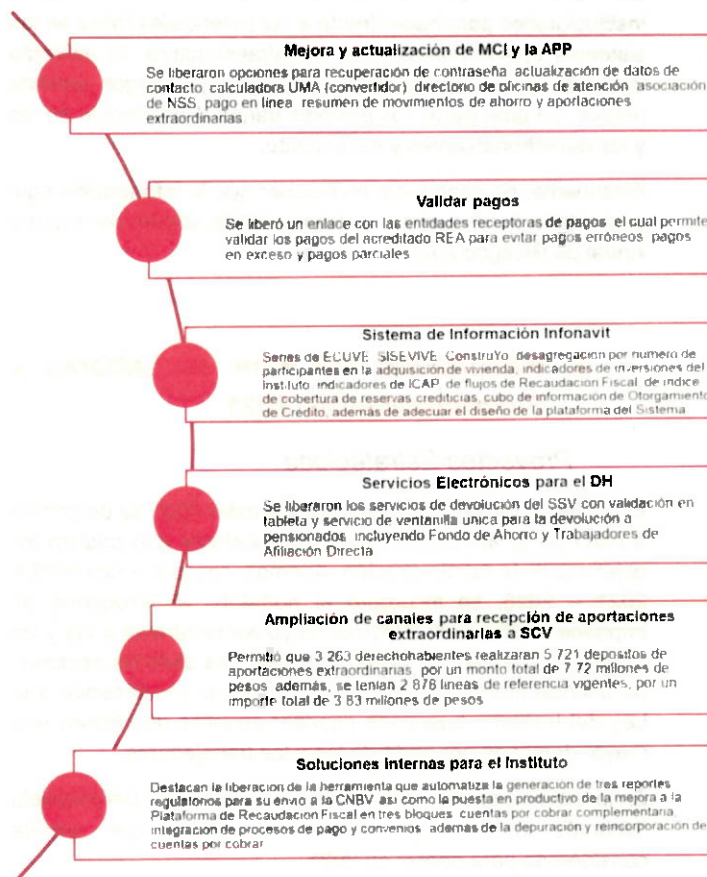 Mejora y actualización de MCI y la APP
Se liberaron opciones para recuperación de contraseña actualización de datos de
contacto calculadora UMA (convertidor) directorio de oficinas de atención asociación
de NSS, pago en línea resumen de movimientos de ahorro y aportaciones
extraordinarias
Validar pagos
Se liberó un enlace con las entidades receptoras de pagos el cual permite
validar los pagos del acreditado REA para evitar pagos erróneos pagos
en exceso y pagos parciales
Sistema de Información Infonavit
Series de ECUVE SISEVIVE ConstruYo desagregacion por numero de
participantes en la adquisición de vivienda, indicadores de inversiones del
Instituto indicadores de ICAP de flujos de Recaudación Fiscal de indice
de cobertura de reservas crediticias, cubo de información de Otorgamiento
de Crédito, además de adecuar el diseño de la plataforma del Sistema
Servicios Electrónicos para el DH
Se liberaron los servicios de devolución del SSV con validación en
tableta y servicio de ventanilla unica para la devolución a
pensionados incluyendo Fondo de Ahorro y Trabajadores de
Afiliación Directa
Ampliación de canales para recepción de aportaciones
extraordinarias a SCV
Permitió que 3 263 derechohabientes realizaran 5 721 depositos de
aportaciones extraordinarias por un monto total de 7 72 millones de
pesos además, se tenian 2 878 lineas de referencia vigentes, por un
importe total de 3 83 millones de pesos
Soluciones internas para el Instituto
Destacan la liberacion de la herramienta que automatiza la generación de tres reportes
regulatorios para su envio a la CNBV asi como la puesta en productivo de la mejora a la
Plataforma de Recaudación Fiscal en tres bloques cuentas por cobrar complementaria
integracion de procesos de pago y convenios ademas de la depuración y reincorporación de
cuentas por cobrar